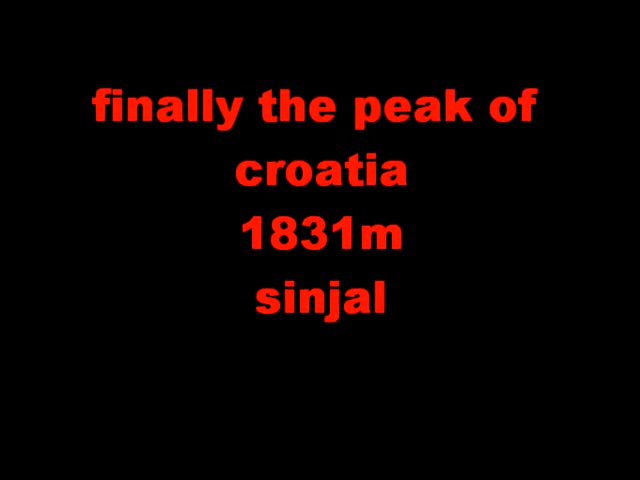 finally the peak of
croatia
1831m
sinjal